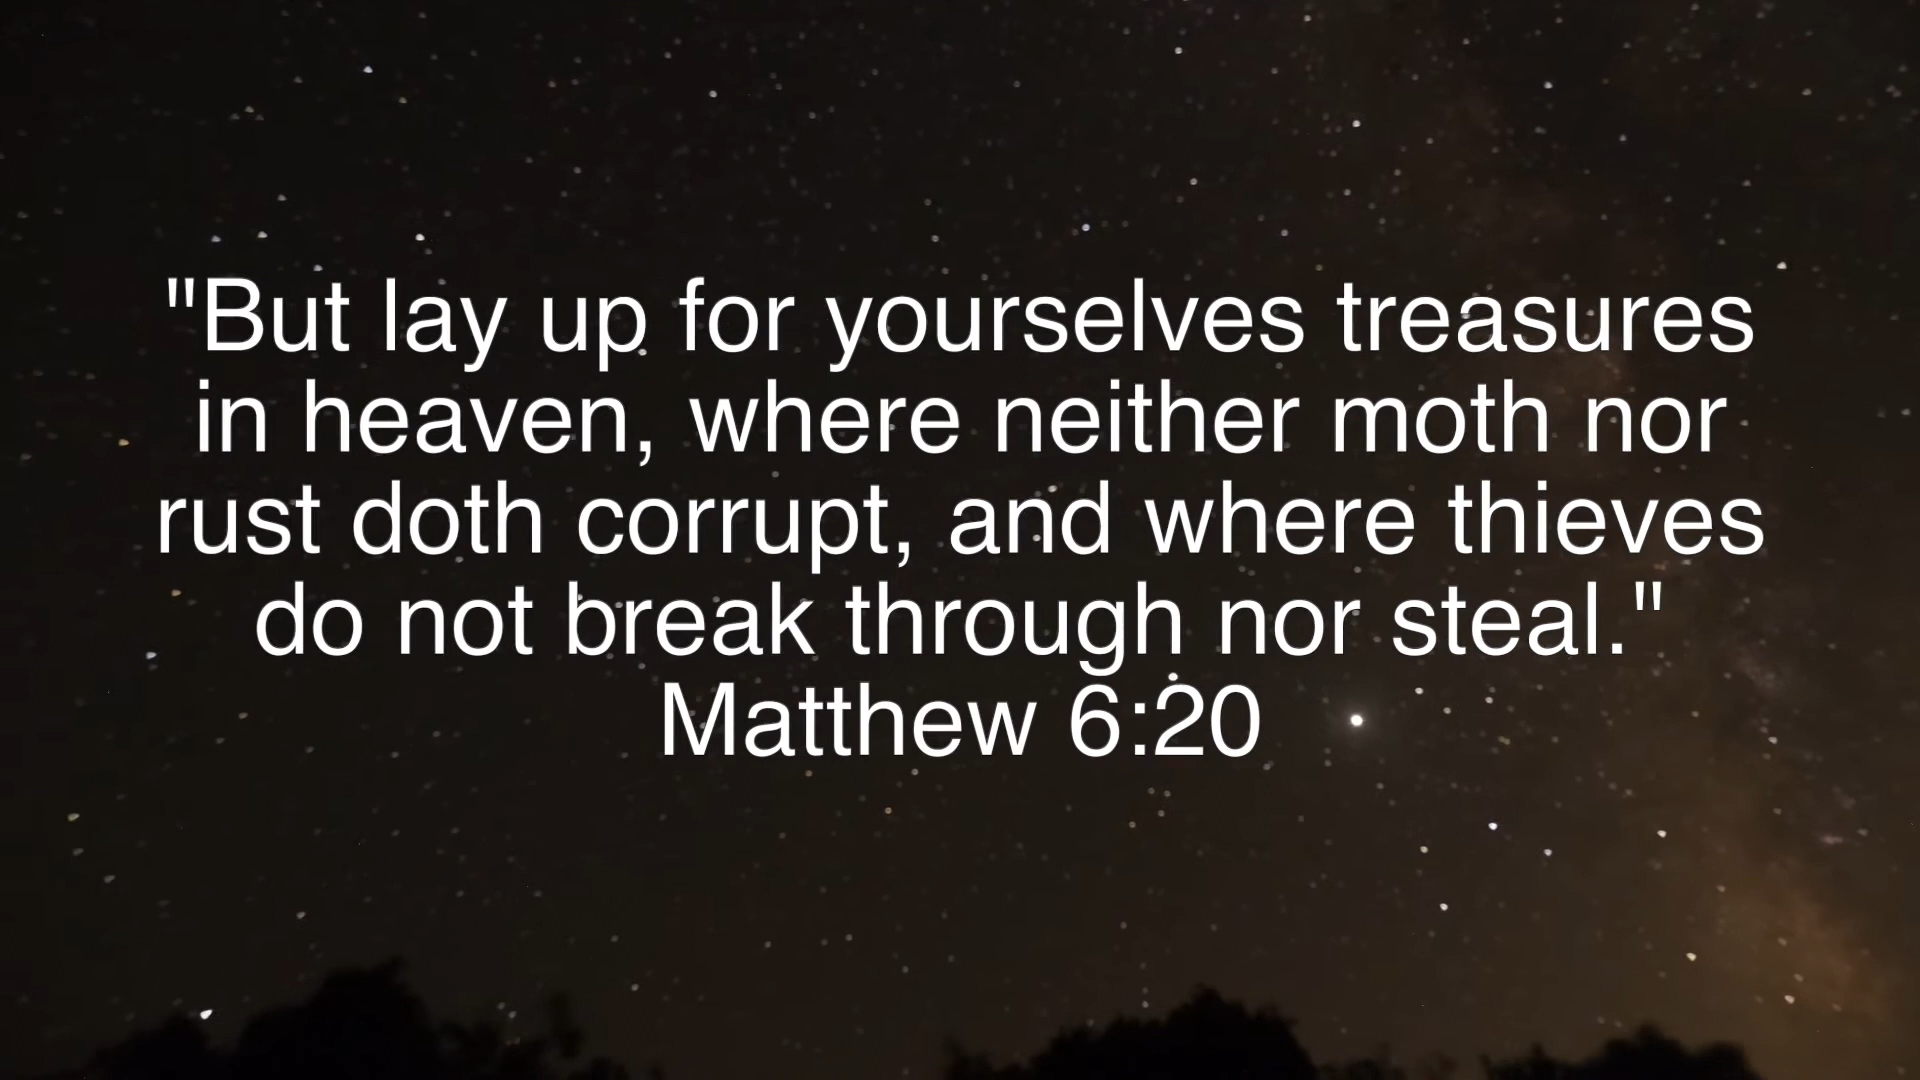 "But lay up for yourselves treasures
in heaven, where neither moth nor
rust doth corrupt, and where thieves
do not break through nor steal."
Matthew 6:20